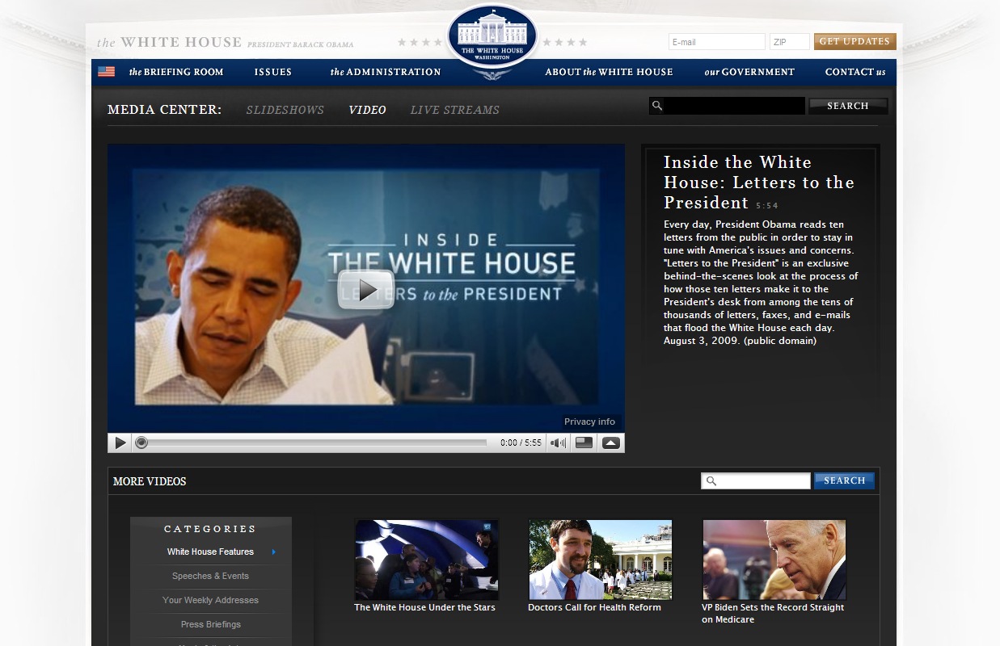 the WHITE HOUSE PRESIDENT BARACK OBAMA
THE WHITE HOUSE
WASHINGTON
E-mail
ZIP
GET UPDATES
the BRIEFING ROOM
ISSUES
the ADMINISTRATION
ABOUT the WHITE HOUSE
our GOVERNMENT
CONTACT us
MEDIA CENTER:
SLIDESHOWS
VIDEO
LIVE STREAMS
SEARCH
INSIDE
THE WHITE HOUSE
LETTERS to the PRESIDENT
Privacy info
0:00 / 5:55
Inside the White
House: Letters to the
President 5:54
Every day, President Obama reads ten
letters from the public in order to stay in
tune with America's issues and concerns.
"Letters to the President" is an exclusive
behind-the-scenes look at the process of
how those ten letters make it to the
President's desk from among the tens of
thousands of letters, faxes, and e-mails
that flood the White House each day.
August 3, 2009. (public domain)
MORE VIDEOS
SEARCH
CATEGORIES
White House Features
Speeches & Events
Your Weekly Addresses
Press Briefings
The White House Under the Stars
Doctors Call for Health Reform
VP Biden Sets the Record Straight
on Medicare